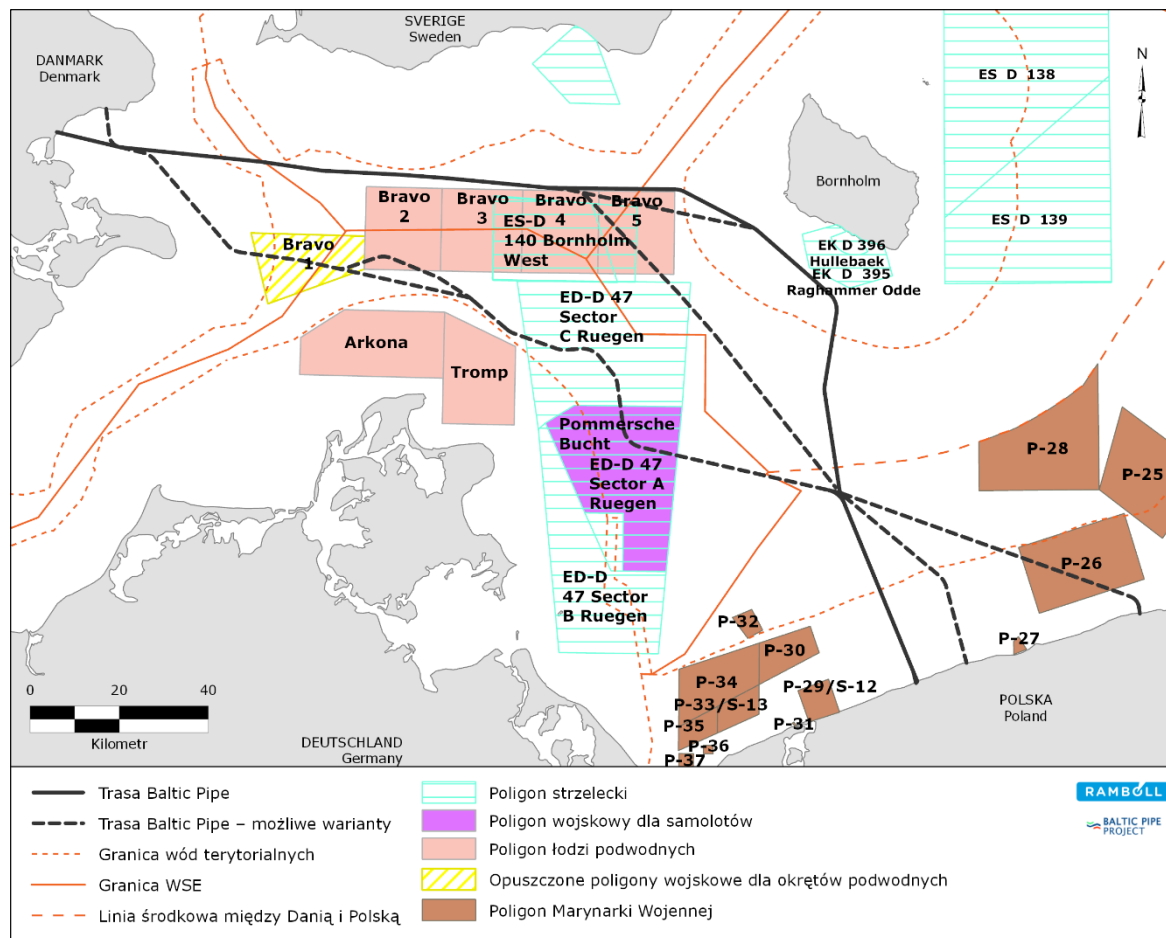 SVERIGE
Sweden
DANMARK
Denmark
N
ES D 138
Bornholm
ES D 139
Bravo
2
Bravo
3
Bravo
4
Bravo
5
ES-D
140 Bornholm
West
Bravo
1
EK D 396
Hullebaek
EK D 395
Raghammer Odde
ED-D 47
Sector
C Ruegen
Arkona
Tromp
Pommersche
Bucht
ED-D 47
Sector A
Ruegen
P-28
P-25
P-26
ED-D
47 Sector
B Ruegen
P-32
P-27
P-30
P-34
P-29/S-12
P-33/S-13
P-35
P-31
P-36
P-37
0 20 40
Kilometr
DEUTSCHLAND
Germany
POLSKA
Poland
Trasa Baltic Pipe
Trasa Baltic Pipe – możliwe warianty
Granica wód terytorialnych
Granica WSE
Linia środkowa między Danią i Polską
Poligon strzelecki
Poligon wojskowy dla samolotów
Poligon łodzi podwodnych
Opuszczone poligony wojskowe dla okrętów podwodnych
Poligon Marynarki Wojennej
RAMBOLL
BALTIC PIPE
PROJECT